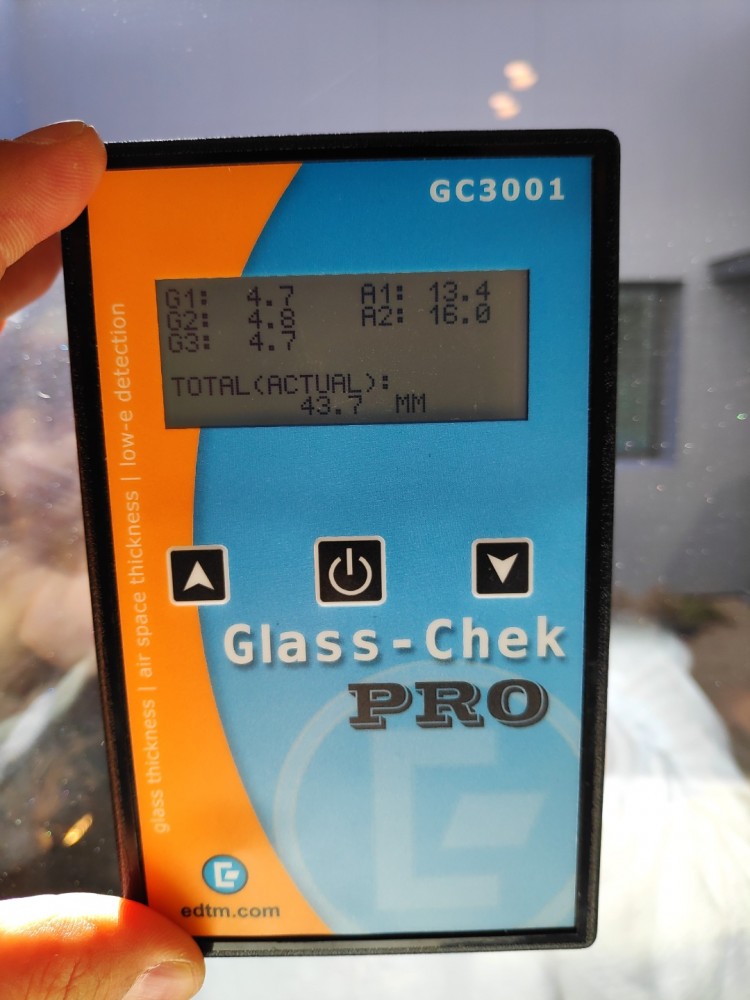 GC3001
G1: 4.7 A1: 13.4
G2: 4.8 A2: 16.0
G3: 4.7
TOTAL(ACTUAL):
43.7 MM
glass thickness | air space thickness | low-e detection
Glass-Chek
PRO
edtm.com